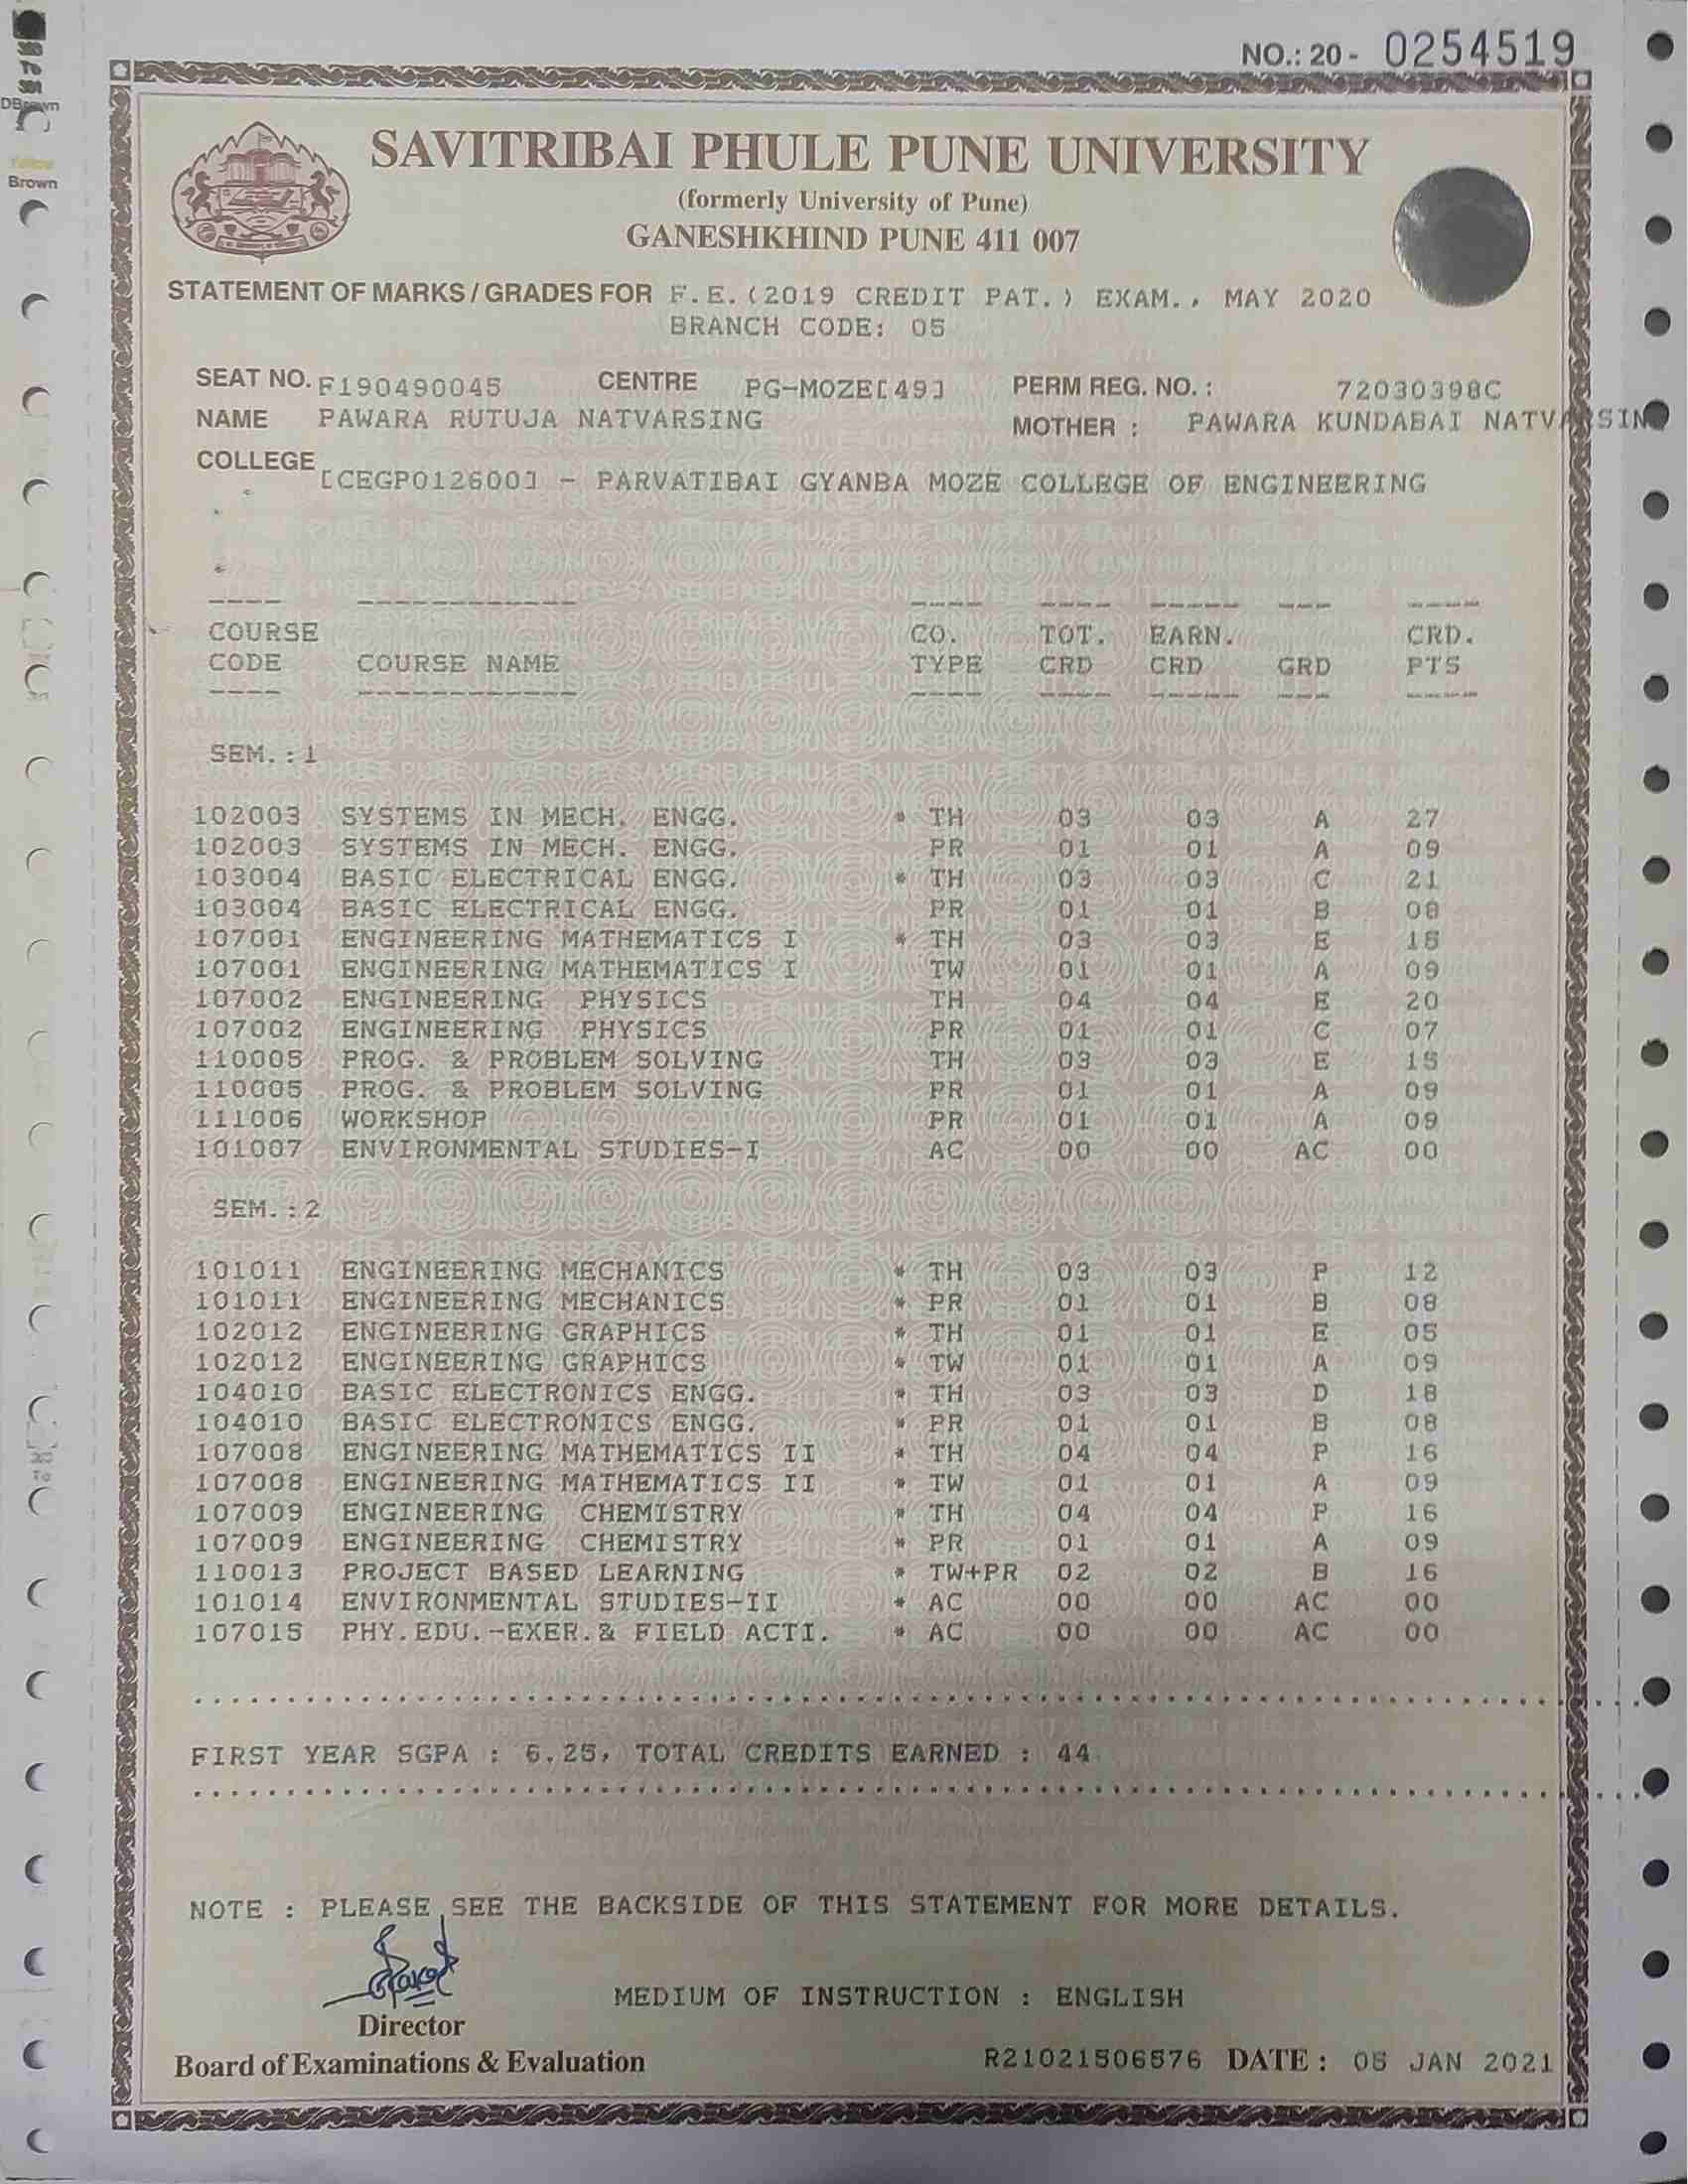 NO.: 20 - 0254519
DBrown
Yellow
Brown
SAVITRIBAI PHULE PUNE UNIVERSITY
(formerly University of Pune)
GANESHKHIND PUNE 411 007
STATEMENT OF MARKS / GRADES FOR F.E.(2019 CREDIT PAT.) EXAM., MAY 2020
BRANCH CODE: 05
SEAT NO. F190490045 CENTRE PG-MOZE[49] PERM REG. NO. : 72030398C
NAME PAWARA RUTUJA NATVARSING MOTHER : PAWARA KUNDABAI NATVARSING
COLLEGE [CEGP012600] - PARVATIBAI GYANBA MOZE COLLEGE OF ENGINEERING
COURSE CO. TOT. EARN. CRD.
CODE COURSE NAME TYPE CRD CRD GRD PTS
SEM.:1
102003 SYSTEMS IN MECH. ENGG. * TH 03 03 A 27
102003 SYSTEMS IN MECH. ENGG. PR 01 01 A 09
103004 BASIC ELECTRICAL ENGG. * TH 03 03 C 21
103004 BASIC ELECTRICAL ENGG. PR 01 01 B 08
107001 ENGINEERING MATHEMATICS I * TH 03 03 E 15
107001 ENGINEERING MATHEMATICS I TW 01 01 A 09
107002 ENGINEERING PHYSICS TH 04 04 E 20
107002 ENGINEERING PHYSICS PR 01 01 C 07
110005 PROG. & PROBLEM SOLVING TH 03 03 E 15
110005 PROG. & PROBLEM SOLVING PR 01 01 A 09
111006 WORKSHOP PR 01 01 A 09
101007 ENVIRONMENTAL STUDIES-I AC 00 00 AC 00
SEM.:2
101011 ENGINEERING MECHANICS * TH 03 03 P 12
101011 ENGINEERING MECHANICS * PR 01 01 B 08
102012 ENGINEERING GRAPHICS * TH 01 01 E 05
102012 ENGINEERING GRAPHICS * TW 01 01 A 09
104010 BASIC ELECTRONICS ENGG. * TH 03 03 D 18
104010 BASIC ELECTRONICS ENGG. * PR 01 01 B 08
107008 ENGINEERING MATHEMATICS II * TH 04 04 P 16
107008 ENGINEERING MATHEMATICS II * TW 01 01 A 09
107009 ENGINEERING CHEMISTRY * TH 04 04 P 16
107009 ENGINEERING CHEMISTRY * PR 01 01 A 09
110013 PROJECT BASED LEARNING * TW+PR 02 02 B 16
101014 ENVIRONMENTAL STUDIES-II * AC 00 00 AC 00
107015 PHY.EDU.-EXER.& FIELD ACTI. * AC 00 00 AC 00
FIRST YEAR SGPA : 6.25, TOTAL CREDITS EARNED : 44
NOTE : PLEASE SEE THE BACKSIDE OF THIS STATEMENT FOR MORE DETAILS.
MEDIUM OF INSTRUCTION : ENGLISH
Director
Board of Examinations & Evaluation R21021506576 DATE : 05 JAN 2021